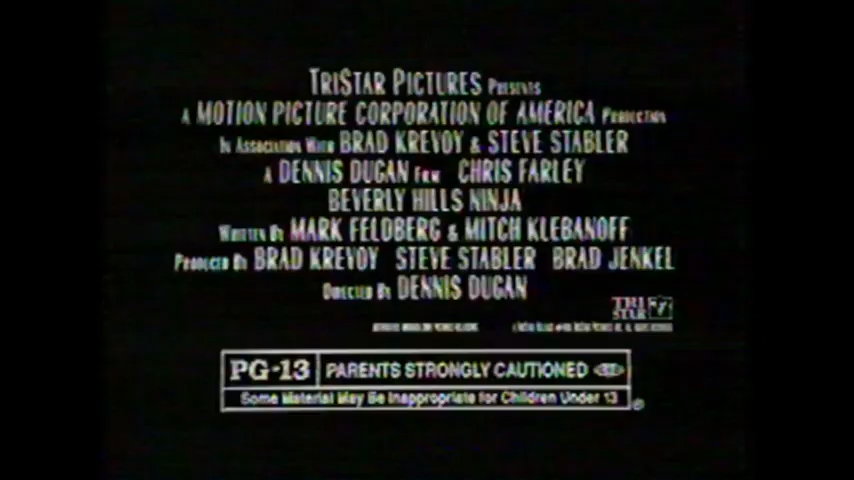 TRISTAR PICTURES PRESENTS
A MOTION PICTURE CORPORATION OF AMERICA PRODUCTION
IN ASSOCIATION WITH BRAD KREVOY & STEVE STABLER
A DENNIS DUGAN FILM CHRIS FARLEY
BEVERLY HILLS NINJA
WRITTEN BY MARK FELDBERG & MITCH KLEBANOFF
PRODUCED BY BRAD KREVOY STEVE STABLER BRAD JENKEL
DIRECTED BY DENNIS DUGAN
TRI STAR
PG-13 PARENTS STRONGLY CAUTIONED
Some Material May Be Inappropriate for Children Under 13 ®